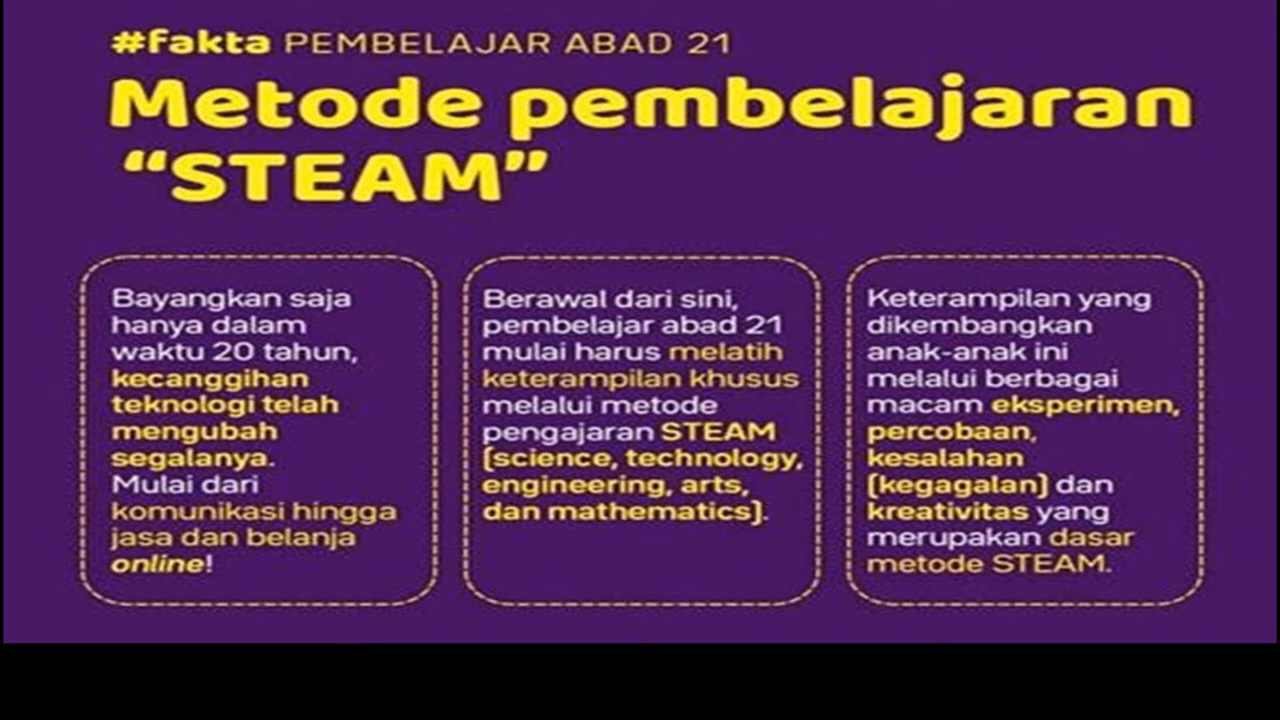 #fakta PEMBELAJAR ABAD 21
Metode pembelajaran
“STEAM”
Bayangkan saja
hanya dalam
waktu 20 tahun,
kecanggihan
teknologi telah
mengubah
segalanya.
Mulai dari
komunikasi hingga
jasa dan belanja
online!
Berawal dari sini,
pembelajar abad 21
mulai harus melatih
keterampilan khusus
melalui metode
pengajaran STEAM
(science, technology,
engineering, arts,
dan mathematics).
Keterampilan yang
dikembangkan
anak-anak ini
melalui berbagai
macam eksperimen,
percobaan,
kesalahan
(kegagalan) dan
kreativitas yang
merupakan dasar
metode STEAM.